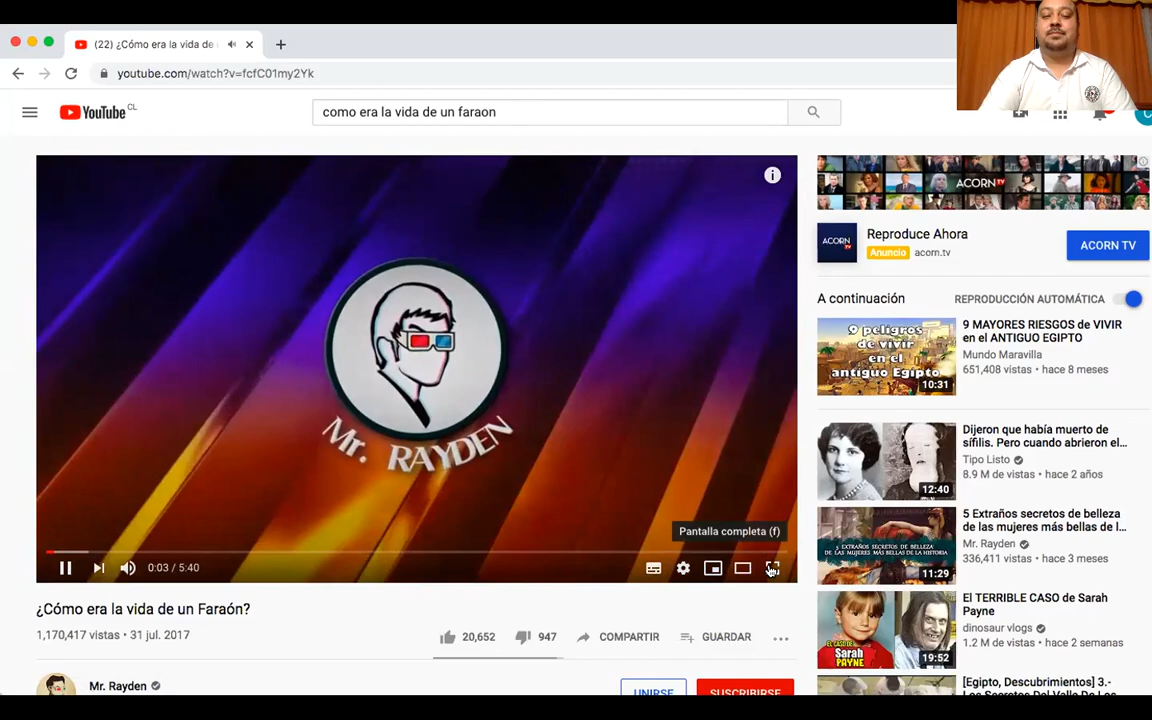 (22) ¿Cómo era la vida de
youtube.com/watch?v=fcfC01my2Yk
YouTube CL
como era la vida de un faraon
Mr. RAYDEN
Pantalla completa (f)
0:03 / 5:40
¿Cómo era la vida de un Faraón?
1,170,417 vistas • 31 jul. 2017
20,652
947
COMPARTIR
GUARDAR
Mr. Rayden
UNIRSE
SUSCRIBIRSE
ACORN TV
ACORN TV
Reproduce Ahora
Anuncio acorn.tv
ACORN TV
A continuación
REPRODUCCIÓN AUTOMÁTICA
9 peligros
de vivir
en el
antiguo Egipto
10:31
9 MAYORES RIESGOS de VIVIR
en el ANTIGUO EGIPTO
Mundo Maravilla
651,408 vistas • hace 8 meses
12:40
Dijeron que había muerto de
sífilis. Pero cuando abrieron el...
Tipo Listo
8.9 M de vistas • hace 2 años
5 EXTRAÑOS SECRETOS DE BELLEZA
DE LAS MUJERES MÁS BELLAS DE LA HISTORIA
11:29
5 Extraños secretos de belleza
de las mujeres más bellas de l...
Mr. Rayden
336,411 vistas • hace 3 meses
EL CASO de
Sarah
PAYNE
19:52
El TERRIBLE CASO de Sarah
Payne
dinosaur vlogs
1.2 M de vistas • hace 2 semanas
[Egipto, Descubrimientos] 3.-
Los Secretos Del Valle De Los